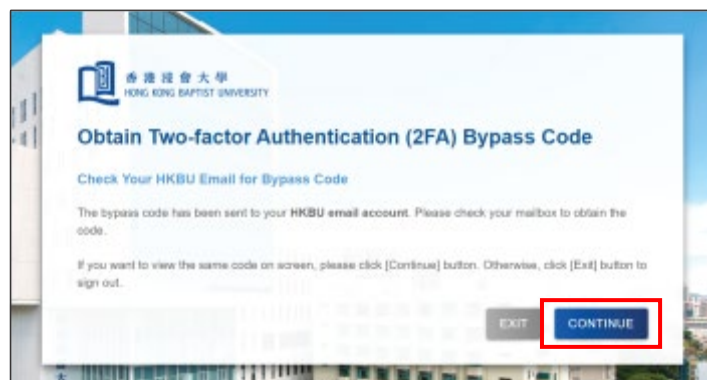 香港浸會大學
HONG KONG BAPTIST UNIVERSITY
Obtain Two-factor Authentication (2FA) Bypass Code
Check Your HKBU Email for Bypass Code
The bypass code has been sent to your HKBU email account. Please check your mailbox to obtain the
code.
If you want to view the same code on screen, please click [Continue] button. Otherwise, click [Exit] button to
sign out.
EXIT
CONTINUE